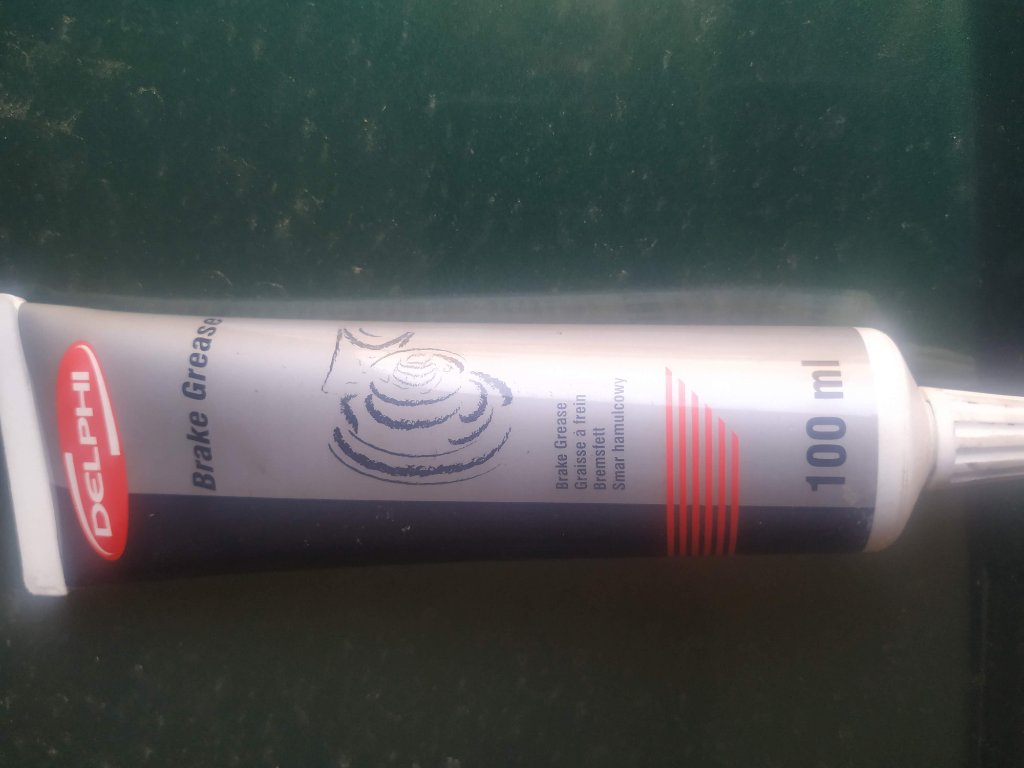 DELPHI
Brake Grease
Brake Grease
Graisse à frein
Bremsfett
Smar hamulcowy
100 ml